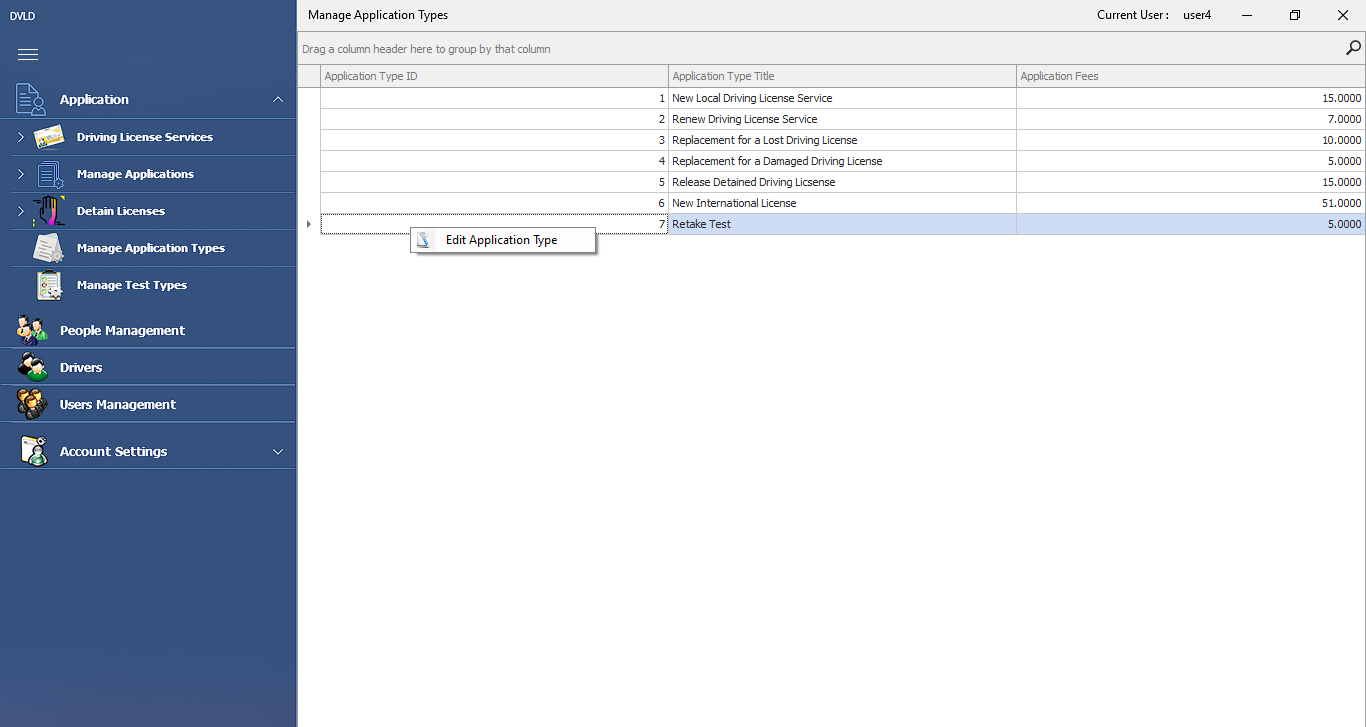 DVLD
Manage Application Types
Current User : user4
Drag a column header here to group by that column
Application
Driving License Services
Manage Applications
Detain Licenses
Manage Application Types
Manage Test Types
People Management
Drivers
Users Management
Account Settings
Application Type ID Application Type Title Application Fees
1 New Local Driving License Service 15.0000
2 Renew Driving License Service 7.0000
3 Replacement for a Lost Driving License 10.0000
4 Replacement for a Damaged Driving License 5.0000
5 Release Detained Driving Licsense 15.0000
6 New International License 51.0000
7 Retake Test 5.0000
Edit Application Type